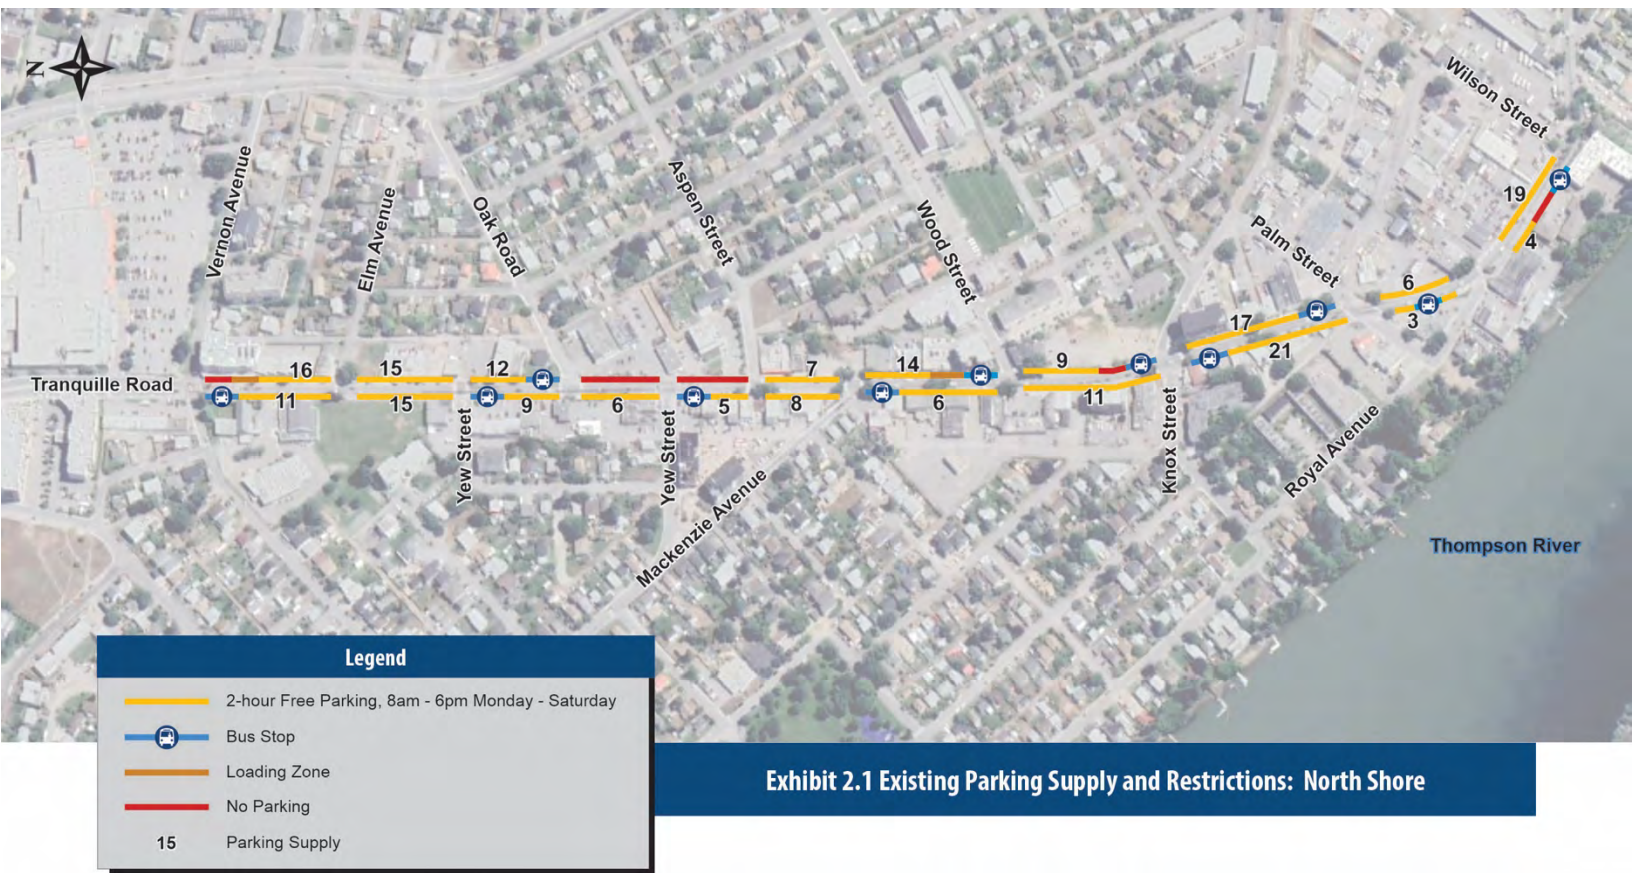 N
Wilson Street
Vernon Avenue
Elm Avenue
Oak Road
Aspen Street
Wood Street
Palm Street
19
4
6
3
17
21
Tranquille Road
16
15
12
7
14
9
11
15
9
6
5
8
6
11
Yew Street
Yew Street
Mackenzie Avenue
Knox Street
Royal Avenue
Thompson River
Legend
2-hour Free Parking, 8am - 6pm Monday - Saturday
Bus Stop
Loading Zone
No Parking
15 Parking Supply
Exhibit 2.1 Existing Parking Supply and Restrictions: North Shore